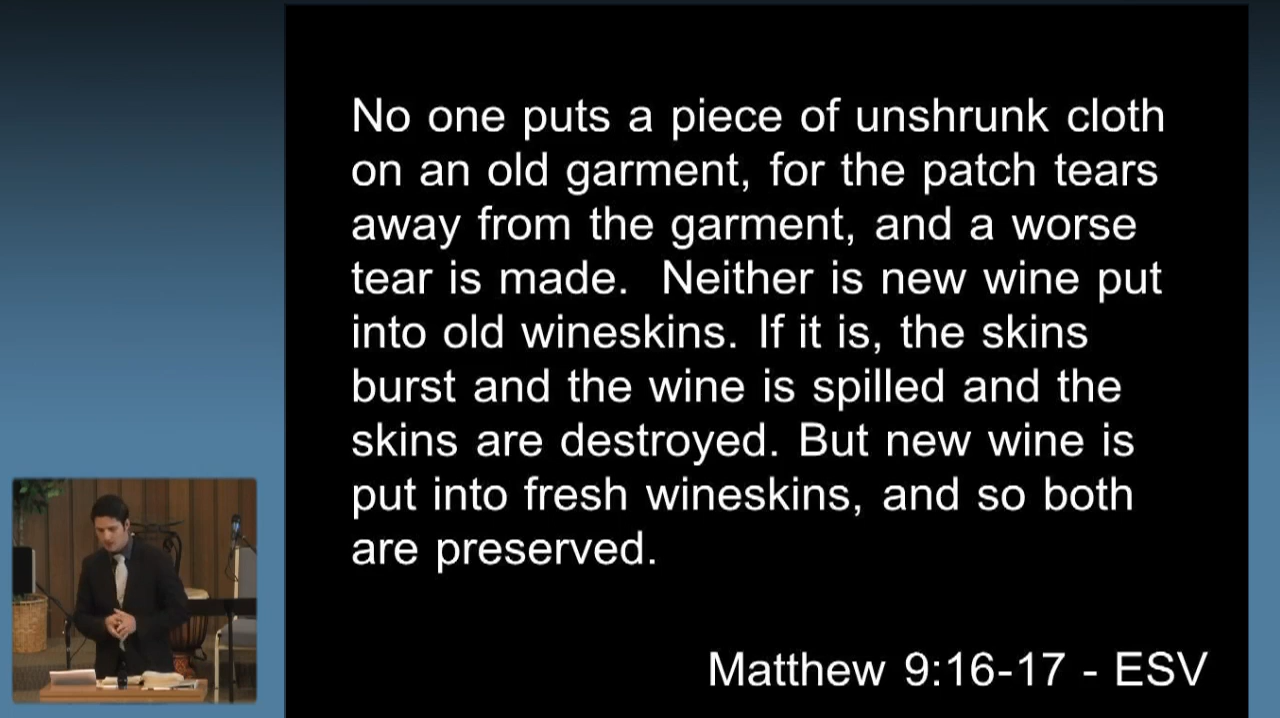 No one puts a piece of unshrunk cloth
on an old garment, for the patch tears
away from the garment, and a worse
tear is made.  Neither is new wine put
into old wineskins. If it is, the skins
burst and the wine is spilled and the
skins are destroyed. But new wine is
put into fresh wineskins, and so both
are preserved.
Matthew 9:16-17 - ESV